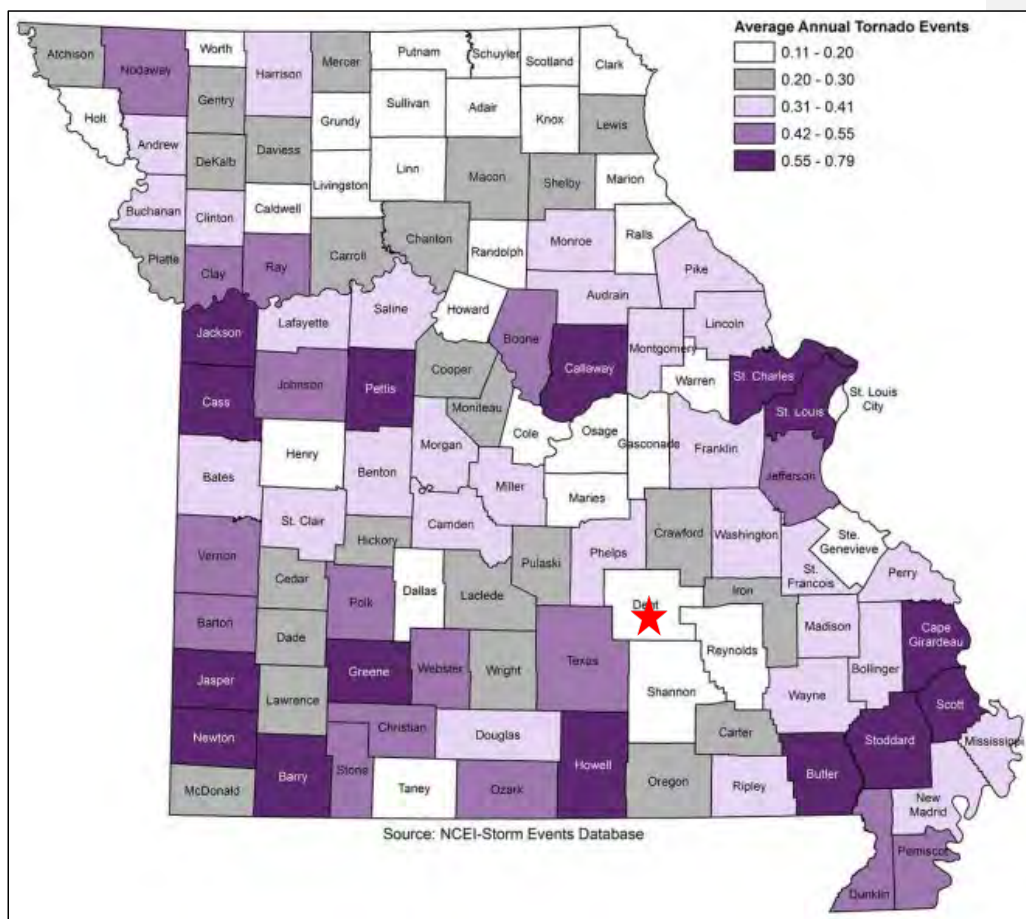 Average Annual Tornado Events
0.11 - 0.20
0.20 - 0.30
0.31 - 0.41
0.42 - 0.55
0.55 - 0.79
Atchison
Nodaway
Worth
Harrison
Mercer
Putnam
Schuyler
Scotland
Clark
Holt
Gentry
Grundy
Sullivan
Adair
Knox
Lewis
Andrew
DeKalb
Daviess
Livingston
Linn
Macon
Shelby
Marion
Buchanan
Clinton
Caldwell
Platte
Clay
Ray
Carroll
Chariton
Randolph
Monroe
Ralls
Pike
Audrain
Jackson
Lafayette
Saline
Howard
Boone
Callaway
Montgomery
Lincoln
Warren
St. Charles
St. Louis
St. Louis
City
Cass
Johnson
Pettis
Cooper
Moniteau
Cole
Osage
Gasconade
Franklin
Jefferson
Bates
Henry
Benton
Morgan
Miller
Maries
St. Clair
Camden
Hickory
Pulaski
Phelps
Crawford
Washington
Ste.
Genevieve
St.
Francois
Perry
Vernon
Cedar
Polk
Dallas
Laclede
Dent
Iron
Madison
Cape
Girardeau
Barton
Dade
Greene
Webster
Wright
Texas
Reynolds
Bollinger
Jasper
Lawrence
Shannon
Wayne
Scott
Newton
Christian
Douglas
Howell
Carter
Stoddard
Mississippi
McDonald
Barry
Stone
Taney
Ozark
Oregon
Ripley
Butler
New
Madrid
Pemiscot
Dunklin
Source: NCEI-Storm Events Database